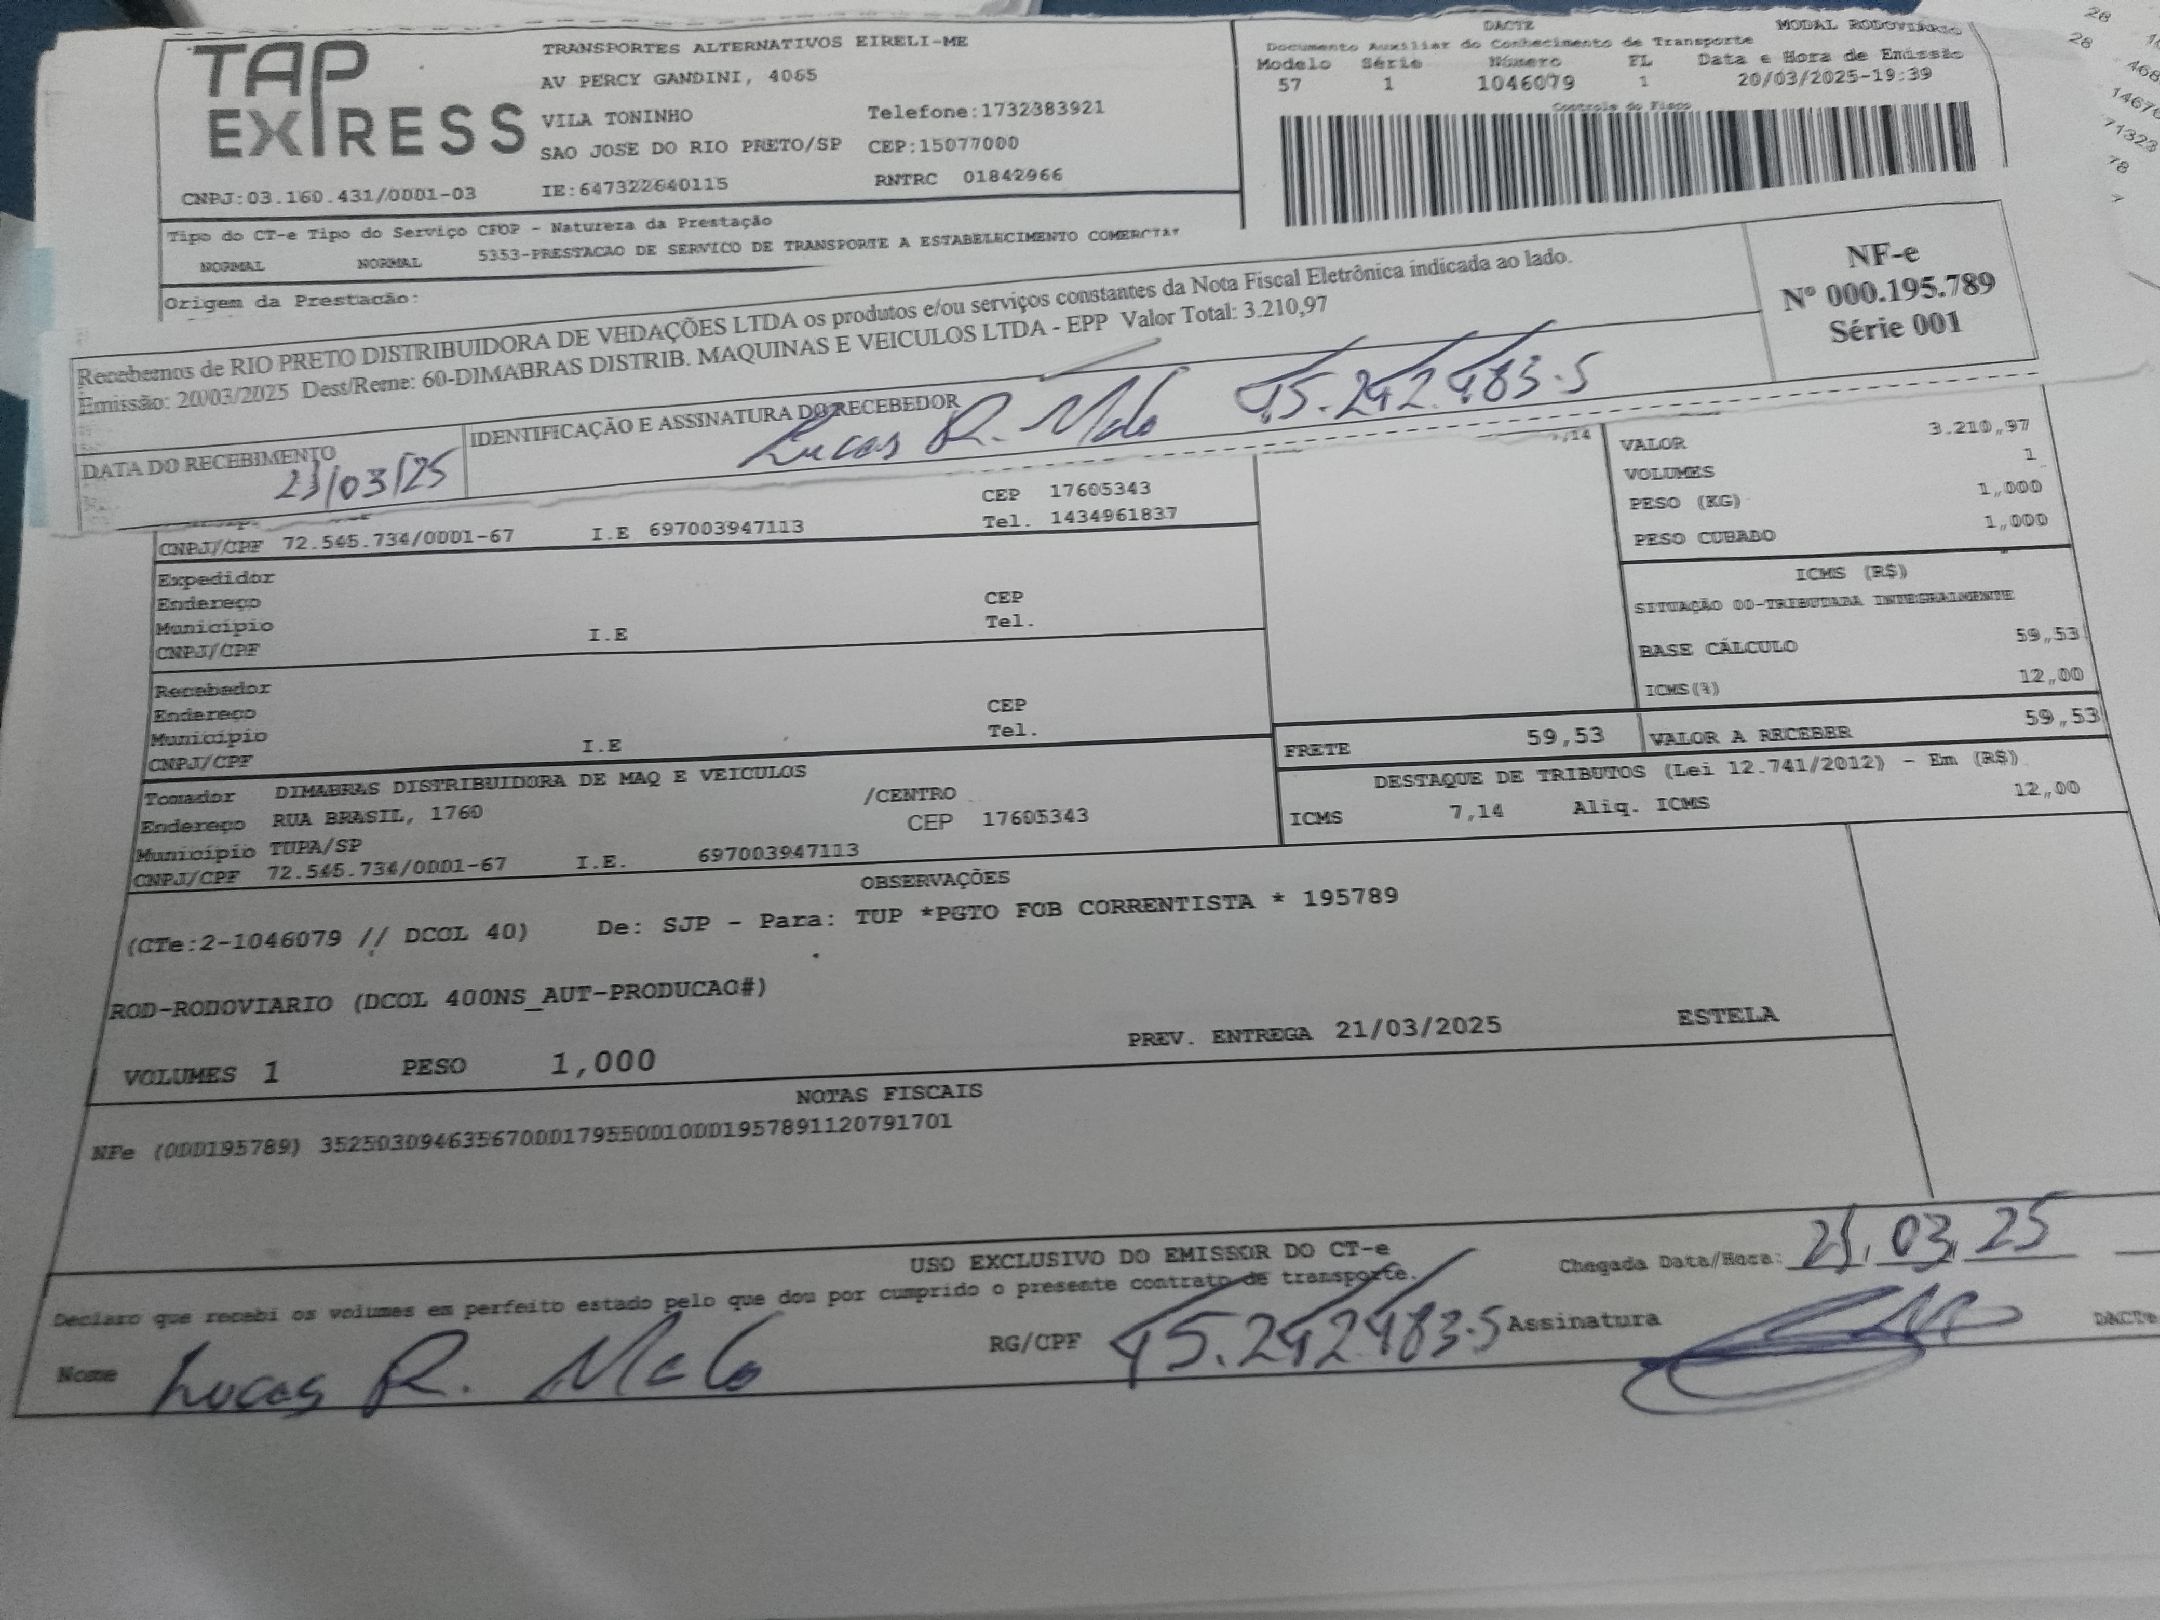 TAP EXPRESS
TRANSPORTES ALTERNATIVOS EIRELI-ME
AV PERCY GANDINI, 4065
VILA TONINHO Telefone:1732383921
SAO JOSE DO RIO PRETO/SP CEP:15077000
CNPJ:03.160.431/0001-03 IE:647322640115 RNTRC 01842966
DACTE MODAL RODOVIÁRIO
Documento Auxiliar do Conhecimento de Transporte
Modelo Série Número FL Data e Hora de Emissão
57 1 1046079 1 20/03/2025-19:39
Controle do Fisco
Tipo do CT-e Tipo do Serviço CFOP - Natureza da Prestação
NORMAL NORMAL 5353-PRESTACAO DE SERVICO DE TRANSPORTE A ESTABELECIMENTO COMERCIAL
Origem da Prestação:
Recebemos de RIO PRETO DISTRIBUIDORA DE VEDAÇÕES LTDA os produtos e/ou serviços constantes da Nota Fiscal Eletrônica indicada ao lado.
Emissão: 20/03/2025 Dest/Reme: 60-DIMABRAS DISTRIB. MAQUINAS E VEICULOS LTDA - EPP Valor Total: 3.210,97
NF-e
Nº 000.195.789
Série 001
DATA DO RECEBIMENTO IDENTIFICAÇÃO E ASSINATURA DO RECEBEDOR
21/03/25 Lucas R. Melo 45.242.483-5
7,14
CEP 17605343
CNPJ/CPF 72.545.734/0001-67 I.E 697003947113 Tel. 1434961837
VALOR 3.210,97
VOLUMES 1
PESO (KG) 1,000
PESO CUBADO 1,000
Expedidor
Endereço CEP
Município I.E Tel.
CNPJ/CPF
Recebedor
Endereço CEP
Município I.E Tel.
CNPJ/CPF
ICMS (R$)
SITUAÇÃO 00-TRIBUTADA INTEGRALMENTE
BASE CÁLCULO 59,53
ICMS(%) 12,00
FRETE 59,53 VALOR A RECEBER 59,53
DESTAQUE DE TRIBUTOS (Lei 12.741/2012) - Em (R$)
ICMS 7,14 Aliq. ICMS 12,00
Tomador DIMABRAS DISTRIBUIDORA DE MAQ E VEICULOS
Endereço RUA BRASIL, 1760 /CENTRO
Município TUPA/SP CEP 17605343
CNPJ/CPF 72.545.734/0001-67 I.E. 697003947113
OBSERVAÇÕES
(CTe:2-1046079 // DCOL 40) De: SJP - Para: TUP *PGTO FOB CORRENTISTA * 195789
ROD-RODOVIARIO (DCOL 400NS_AUT-PRODUCAO#)
VOLUMES 1 PESO 1,000 PREV. ENTREGA 21/03/2025 ESTELA
NOTAS FISCAIS
NFe (000195789) 35250309463567000179550010001957891120791701
USO EXCLUSIVO DO EMISSOR DO CT-e
Declaro que recebi os volumes em perfeito estado pelo que dou por cumprido o presente contrato de transporte.
Chegada Data/Hora: 21,03,25
Nome Lucas R. Melo RG/CPF 45.242.483-5 Assinatura DACTe
28
28
78